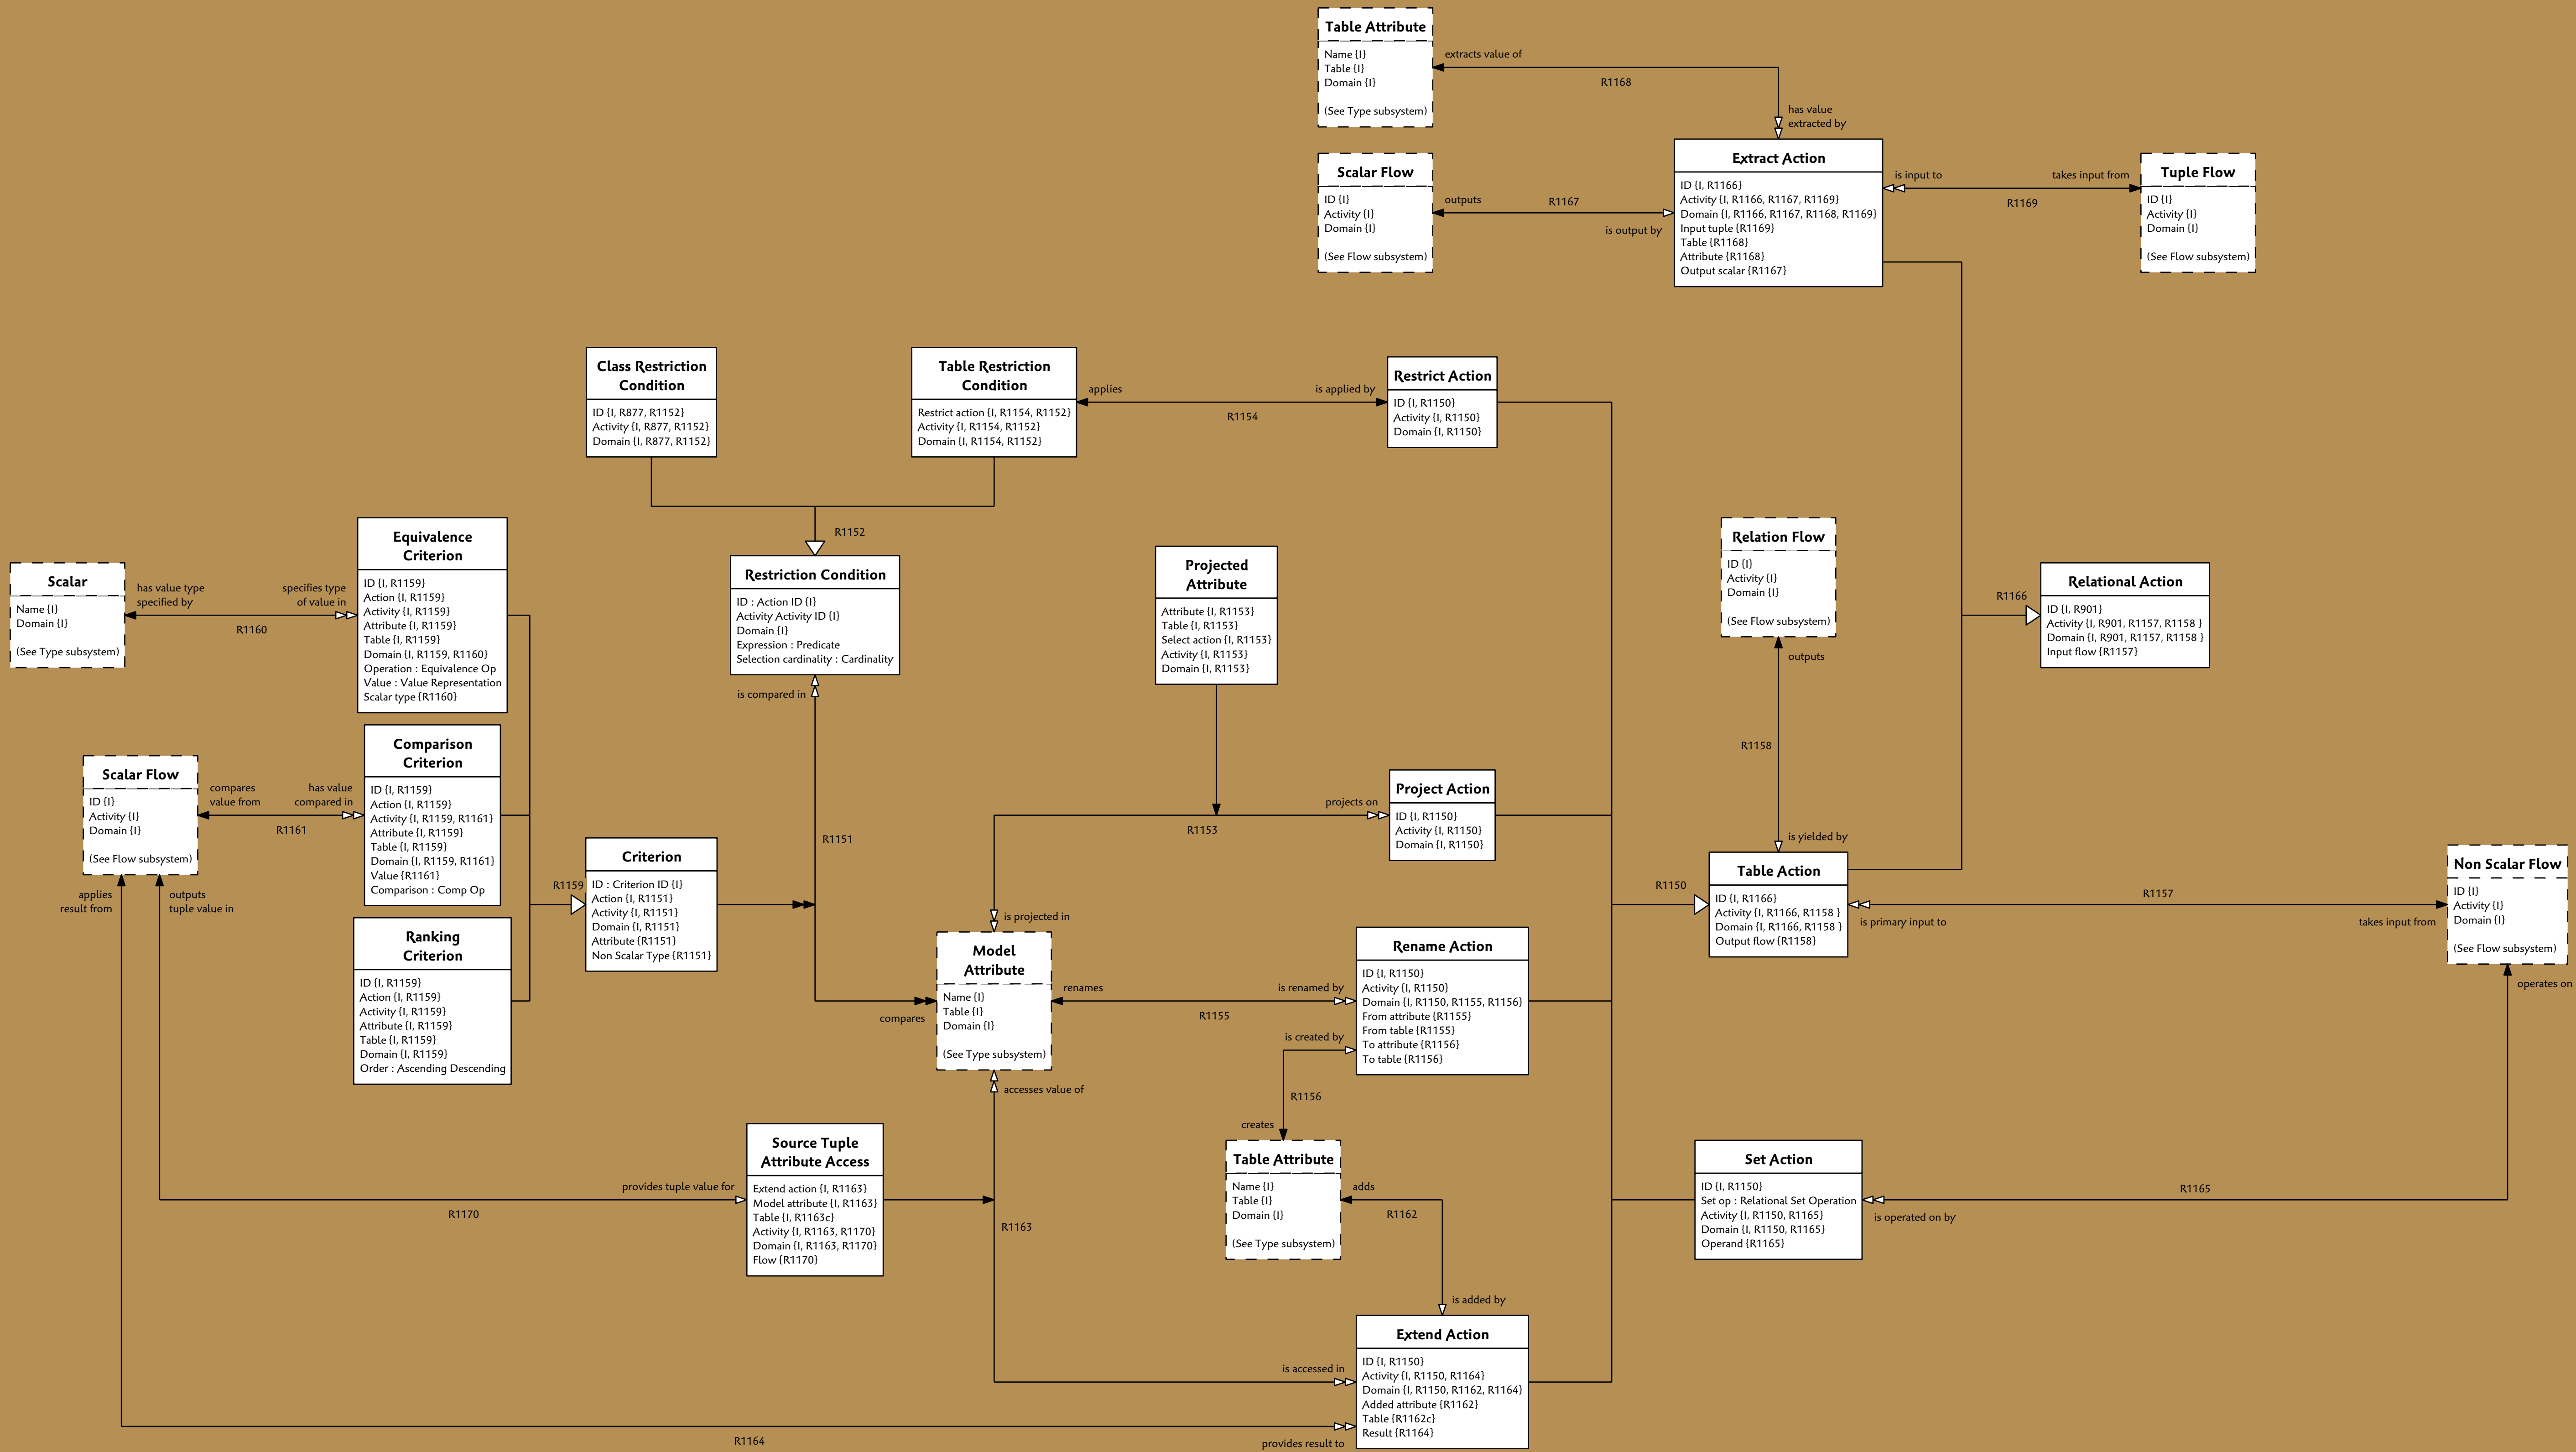 Table Attribute
Name {I}
Table {I}
Domain {I}
(See Type subsystem)
extracts value of
R1168
has value
extracted by
Scalar Flow
ID {I}
Activity {I}
Domain {I}
(See Flow subsystem)
outputs
R1167
is output by
Extract Action
ID {I, R1166}
Activity {I, R1166, R1167, R1169}
Domain {I, R1166, R1167, R1168, R1169}
Input tuple {R1169}
Table {R1168}
Attribute {R1168}
Output scalar {R1167}
is input to
takes input from
R1169
Tuple Flow
ID {I}
Activity {I}
Domain {I}
(See Flow subsystem)
Class Restriction
Condition
ID {I, R877, R1152}
Activity {I, R877, R1152}
Domain {I, R877, R1152}
Table Restriction
Condition
Restrict action {I, R1154, R1152}
Activity {I, R1154, R1152}
Domain {I, R1154, R1152}
applies
is applied by
R1154
Restrict Action
ID {I, R1150}
Activity {I, R1150}
Domain {I, R1150}
R1152
Scalar
Name {I}
Domain {I}
(See Type subsystem)
has value type
specified by
specifies type
of value in
R1160
Equivalence
Criterion
ID {I, R1159}
Action {I, R1159}
Activity {I, R1159}
Attribute {I, R1159}
Table {I, R1159}
Domain {I, R1159, R1160}
Operation : Equivalence Op
Value : Value Representation
Scalar type {R1160}
Restriction Condition
ID : Action ID {I}
Activity Activity ID {I}
Domain {I}
Expression : Predicate
Selection cardinality : Cardinality
is compared in
Projected
Attribute
Attribute {I, R1153}
Table {I, R1153}
Select action {I, R1153}
Activity {I, R1153}
Domain {I, R1153}
Relation Flow
ID {I}
Activity {I}
Domain {I}
(See Flow subsystem)
outputs
R1158
is yielded by
R1166
Relational Action
ID {I, R901}
Activity {I, R901, R1157, R1158 }
Domain {I, R901, R1157, R1158 }
Input flow {R1157}
Scalar Flow
ID {I}
Activity {I}
Domain {I}
(See Flow subsystem)
compares
value from
has value
compared in
R1161
applies
result from
outputs
tuple value in
Comparison
Criterion
ID {I, R1159}
Action {I, R1159}
Activity {I, R1159, R1161}
Attribute {I, R1159}
Table {I, R1159}
Domain {I, R1159, R1161}
Value {R1161}
Comparison : Comp Op
Ranking
Criterion
ID {I, R1159}
Action {I, R1159}
Activity {I, R1159}
Attribute {I, R1159}
Table {I, R1159}
Domain {I, R1159}
Order : Ascending Descending
R1159
Criterion
ID : Criterion ID {I}
Action {I, R1151}
Activity {I, R1151}
Domain {I, R1151}
Attribute {R1151}
Non Scalar Type {R1151}
R1151
compares
projects on
R1153
is projected in
Project Action
ID {I, R1150}
Activity {I, R1150}
Domain {I, R1150}
Model
Attribute
Name {I}
Table {I}
Domain {I}
(See Type subsystem)
accesses value of
renames
is renamed by
R1155
Rename Action
ID {I, R1150}
Activity {I, R1150}
Domain {I, R1150, R1155, R1156}
From attribute {R1155}
From table {R1155}
To attribute {R1156}
To table {R1156}
is created by
R1156
creates
R1150
Table Action
ID {I, R1166}
Activity {I, R1166, R1158 }
Domain {I, R1166, R1158 }
Output flow {R1158}
is primary input to
R1157
takes input from
Non Scalar Flow
ID {I}
Activity {I}
Domain {I}
(See Flow subsystem)
operates on
Source Tuple
Attribute Access
Extend action {I, R1163}
Model attribute {I, R1163}
Table {I, R1163c}
Activity {I, R1163, R1170}
Domain {I, R1163, R1170}
Flow {R1170}
provides tuple value for
R1170
R1163
Table Attribute
Name {I}
Table {I}
Domain {I}
(See Type subsystem)
adds
R1162
is added by
Set Action
ID {I, R1150}
Set op : Relational Set Operation
Activity {I, R1150, R1165}
Domain {I, R1150, R1165}
Operand {R1165}
R1165
is operated on by
Extend Action
ID {I, R1150}
Activity {I, R1150, R1164}
Domain {I, R1150, R1162, R1164}
Added attribute {R1162}
Table {R1162c}
Result {R1164}
is accessed in
R1164
provides result to